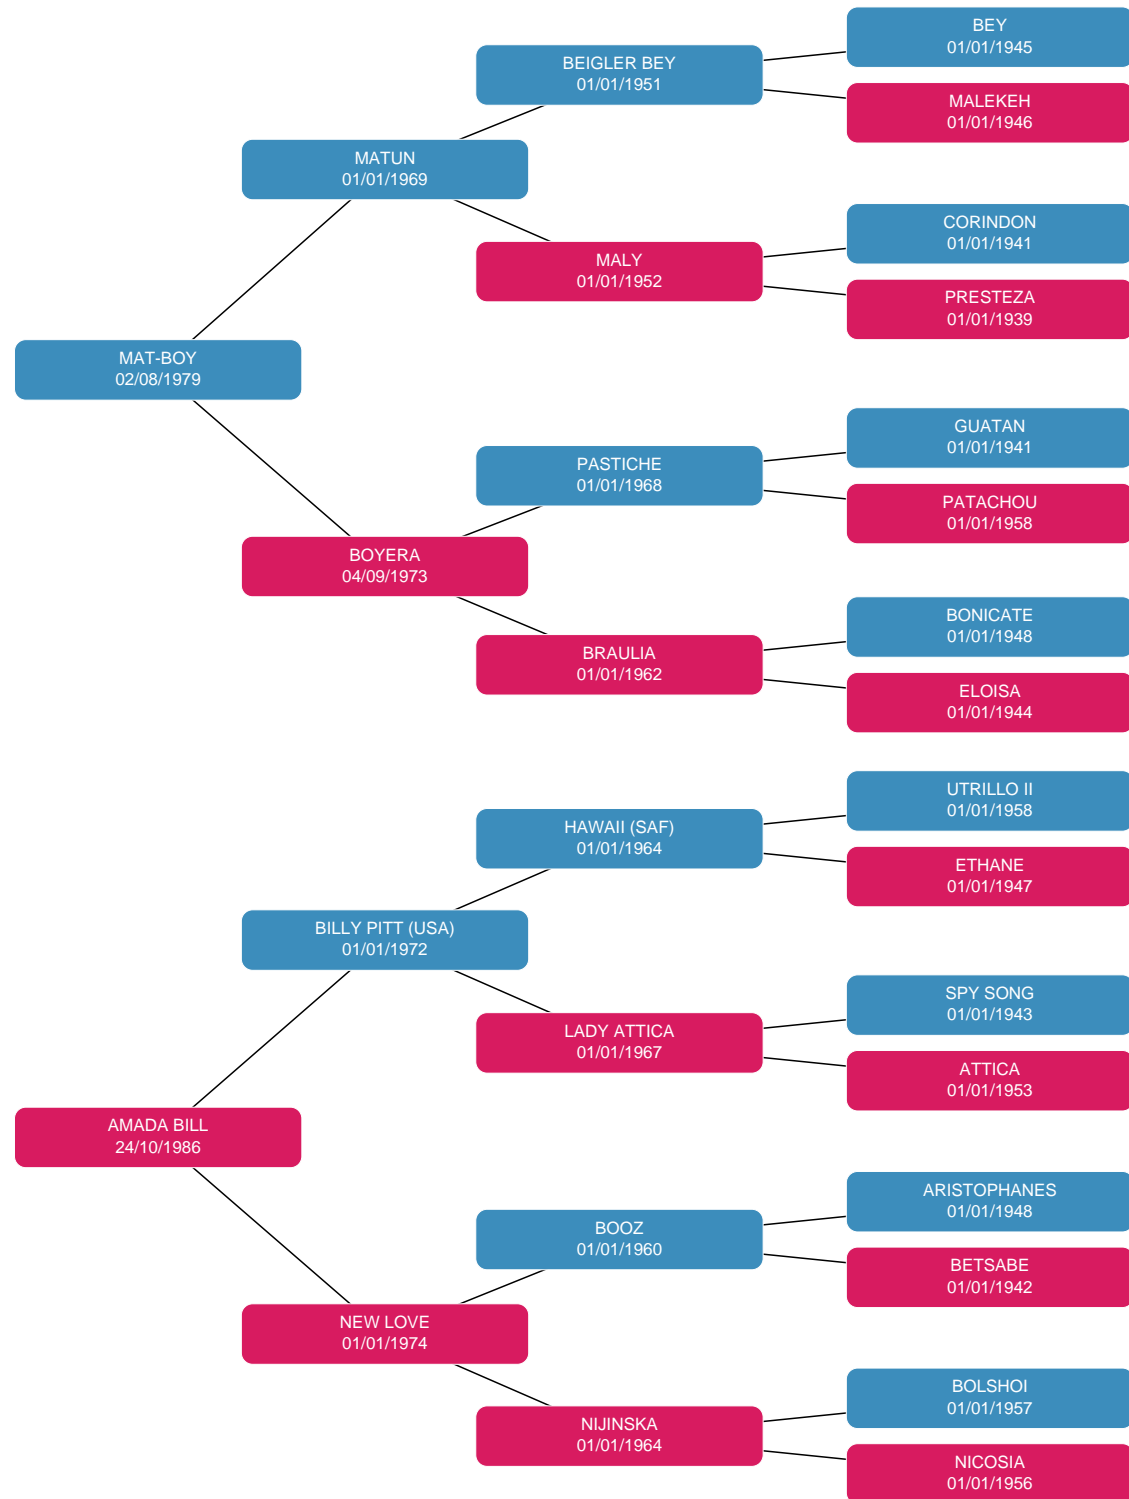 BEY
01/01/1945
BEIGLER BEY
01/01/1951
MALEKEH
01/01/1946
MATUN
01/01/1969
CORINDON
01/01/1941
MALY
01/01/1952
PRESTEZA
01/01/1939
MAT-BOY
02/08/1979
GUATAN
01/01/1941
PASTICHE
01/01/1968
PATACHOU
01/01/1958
BOYERA
04/09/1973
BONICATE
01/01/1948
BRAULIA
01/01/1962
ELOISA
01/01/1944
UTRILLO II
01/01/1958
HAWAII (SAF)
01/01/1964
ETHANE
01/01/1947
BILLY PITT (USA)
01/01/1972
SPY SONG
01/01/1943
LADY ATTICA
01/01/1967
ATTICA
01/01/1953
AMADA BILL
24/10/1986
ARISTOPHANES
01/01/1948
BOOZ
01/01/1960
BETSABE
01/01/1942
NEW LOVE
01/01/1974
BOLSHOI
01/01/1957
NIJINSKA
01/01/1964
NICOSIA
01/01/1956